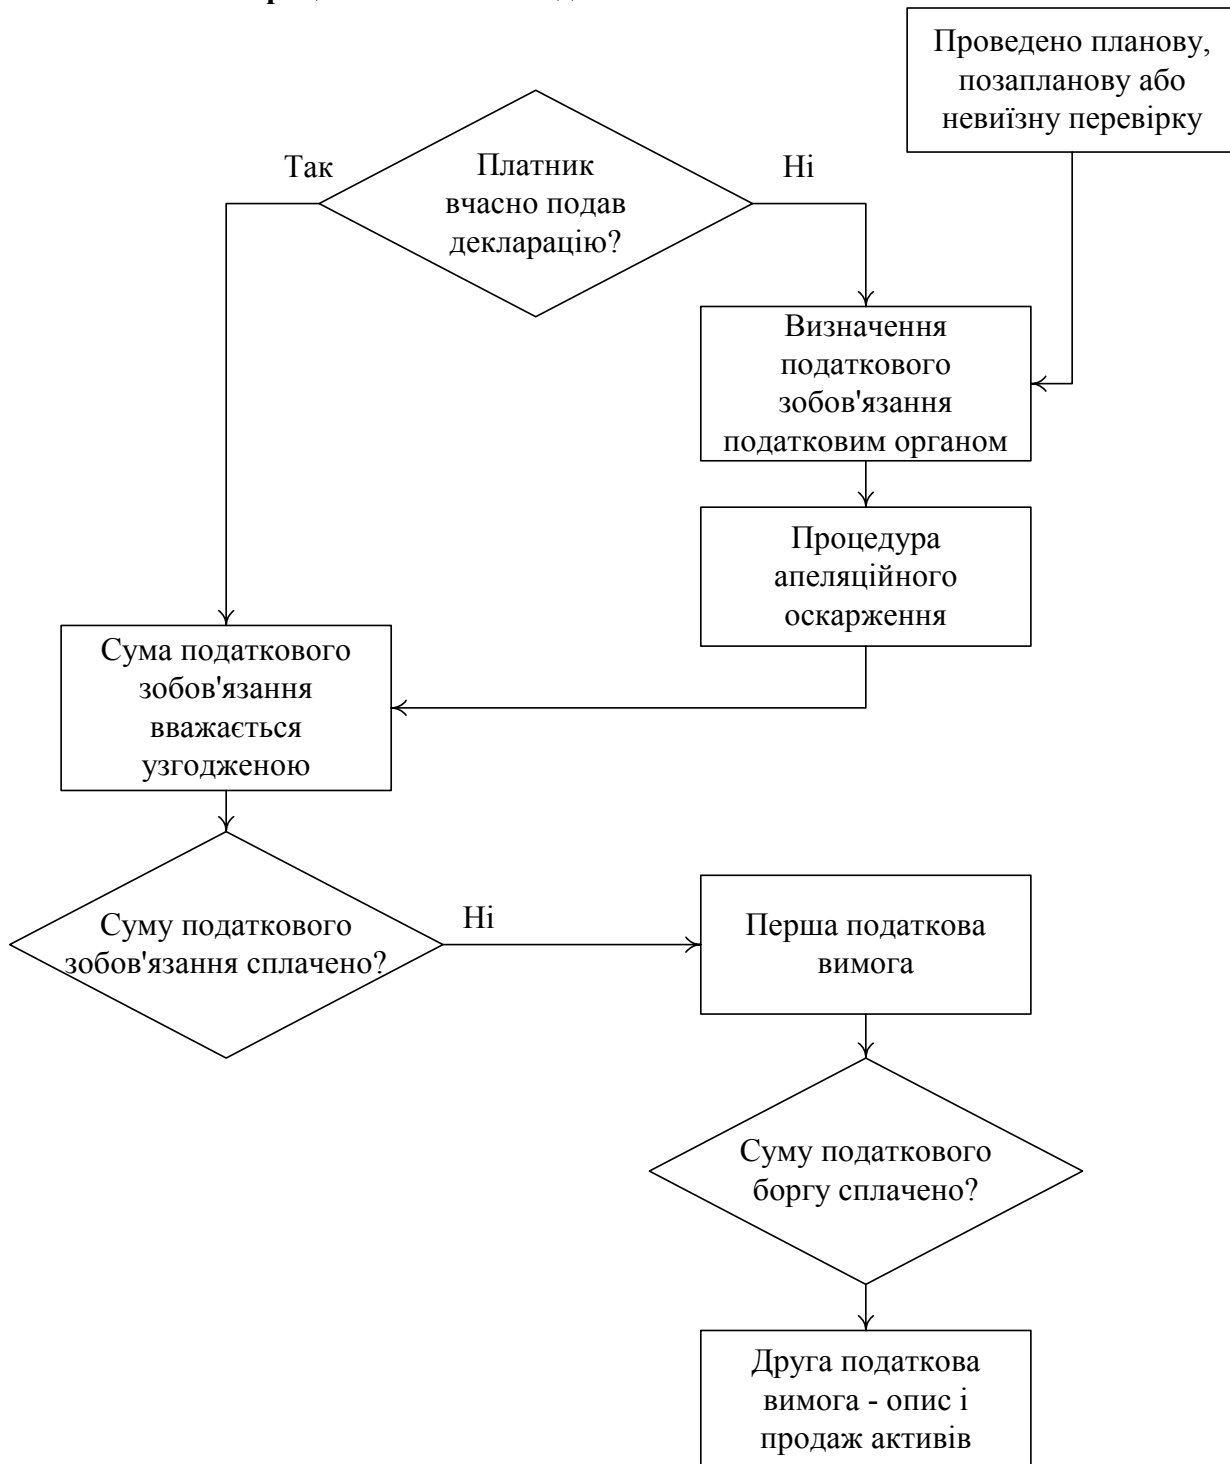 Проведено планову,
позапланову або
невиїзну перевірку
Так
Платник
вчасно подав
декларацію?
Ні
Визначення
податкового
зобов'язання
податковим органом
Процедура
апеляційного
оскарження
Сума податкового
зобов'язання
вважається
узгодженою
Суму податкового
зобов'язання сплачено?
Ні
Перша податкова
вимога
Суму податкового
боргу сплачено?
Друга податкова
вимога - опис і
продаж активів